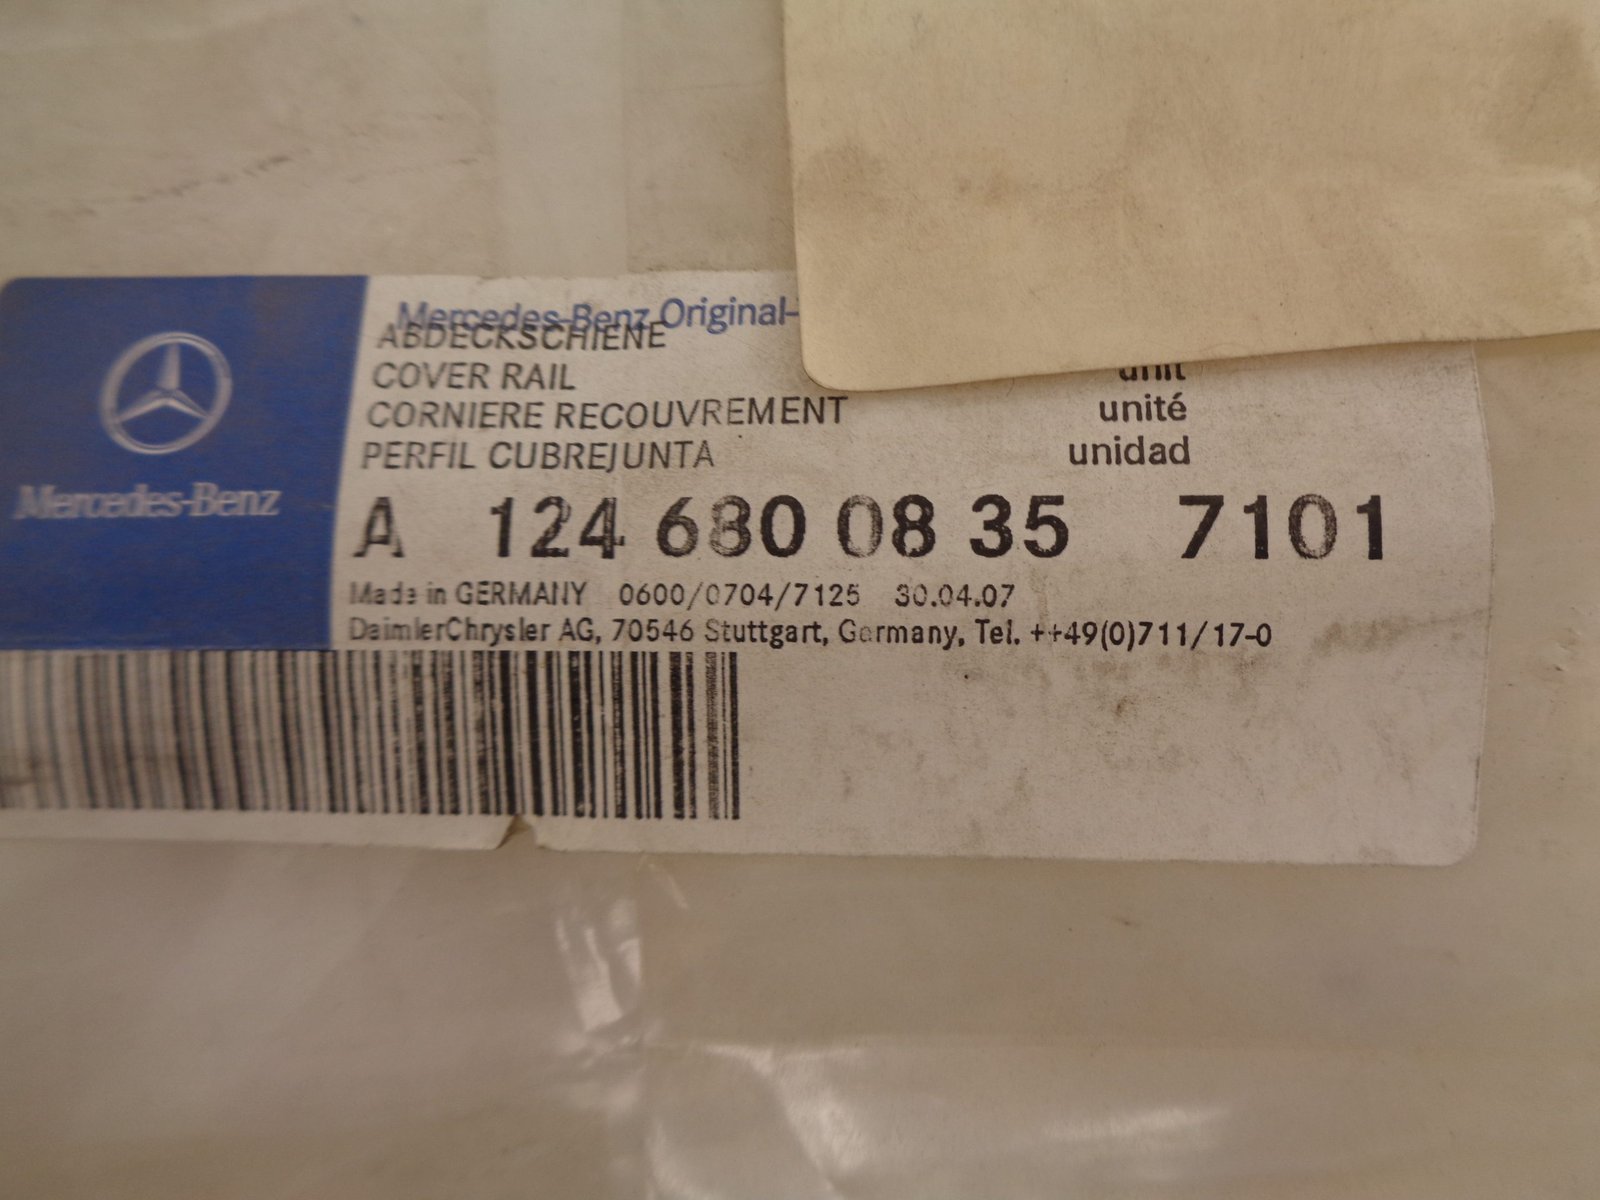 Mercedes-Benz Original-
ABDECKSCHIENE
COVER RAIL
unit
CORNIERE RECOUVREMENT
unité
PERFIL CUBREJUNTA
unidad
Mercedes-Benz
A 124 680 08 35 7101
Made in GERMANY 0600/0704/7125 30.04.07
DaimlerChrysler AG, 70546 Stuttgart, Germany, Tel. ++49(0)711/17-0